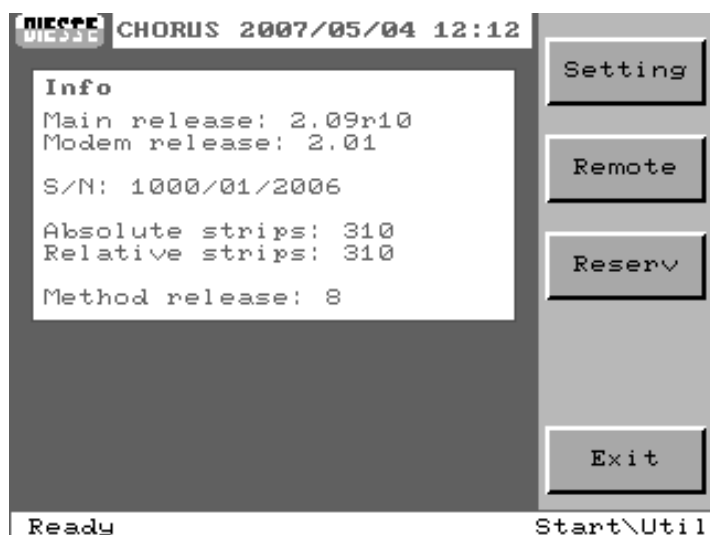 DIESSE CHORUS 2007/05/04 12:12
Info
Main release: 2.09r10
Modem release: 2.01
S/N: 1000/01/2006
Absolute strips: 310
Relative strips: 310
Method release: 8
Setting
Remote
Reserv
Exit
Ready Start\Util